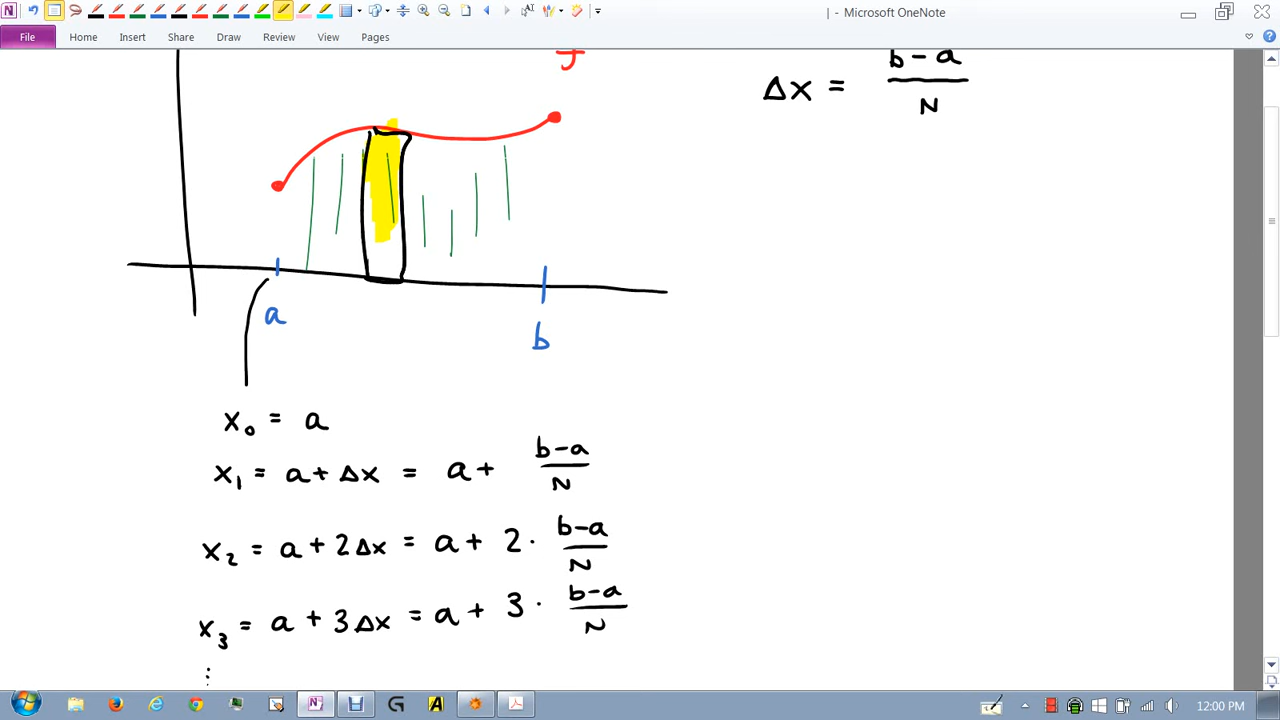 Microsoft OneNote
File Home Insert Share Draw Review View Pages
f
Δx = b-a / N
a
b
x₀ = a
x₁ = a + Δx = a + b-a / N
x₂ = a + 2Δx = a + 2 · b-a / N
x₃ = a + 3Δx = a + 3 · b-a / N
⋮
12:00 PM